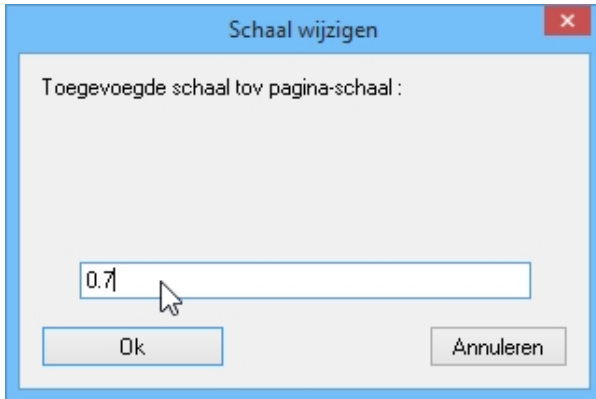 Schaal wijzigen
Toegevoegde schaal tov pagina-schaal :
0.7
Ok
Annuleren